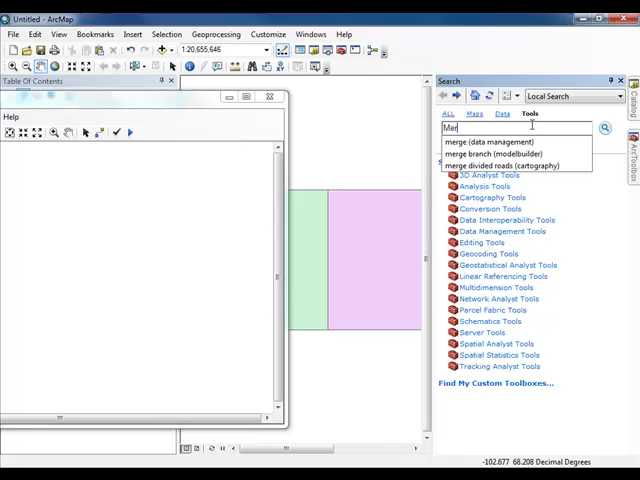 Untitled - ArcMap
File Edit View Bookmarks Insert Selection Geoprocessing Customize Windows Help
1:20,655,646
Table Of Contents
Help
Search
Local Search
ALL Maps Data Tools
Mer
merge (data management)
merge branch (modelbuilder)
merge divided roads (cartography)
3D Analyst Tools
Analysis Tools
Cartography Tools
Conversion Tools
Data Interoperability Tools
Data Management Tools
Editing Tools
Geocoding Tools
Geostatistical Analyst Tools
Linear Referencing Tools
Multidimension Tools
Network Analyst Tools
Parcel Fabric Tools
Schematics Tools
Server Tools
Spatial Analyst Tools
Spatial Statistics Tools
Tracking Analyst Tools
Find My Custom Toolboxes...
Catalog
ArcToolbox
-102.677 68.208 Decimal Degrees